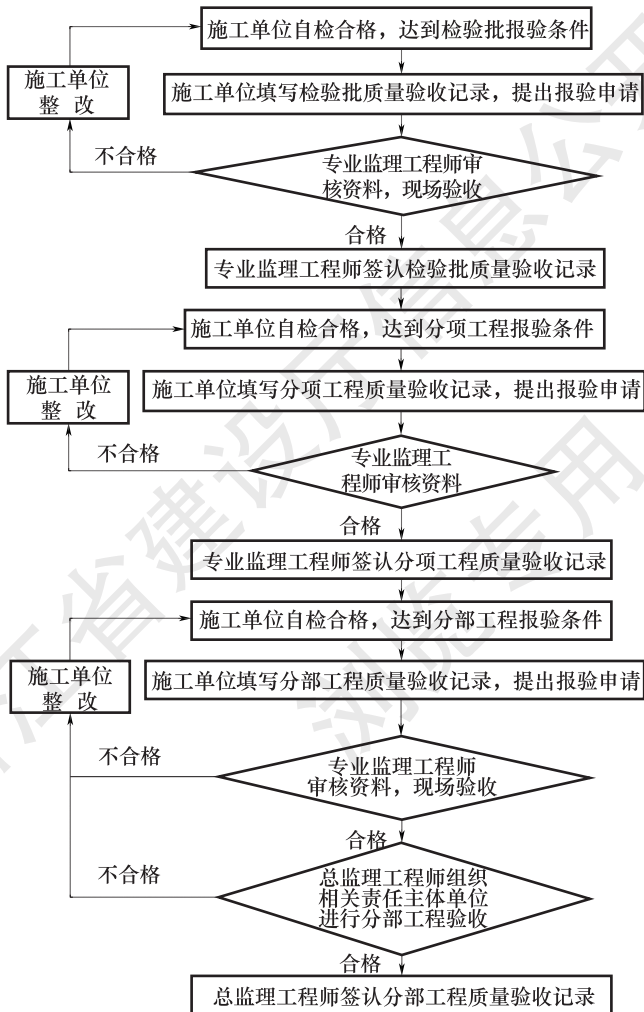 施工单位自检合格，达到检验批报验条件
施工单位
整 改
施工单位填写检验批质量验收记录，提出报验申请
不合格
专业监理工程师审
核资料，现场验收
合格
专业监理工程师签认检验批质量验收记录
施工单位自检合格，达到分项工程报验条件
施工单位
整 改
施工单位填写分项工程质量验收记录，提出报验申请
不合格
专业监理工
程师审核资料
合格
专业监理工程师签认分项工程质量验收记录
施工单位自检合格，达到分部工程报验条件
施工单位
整 改
施工单位填写分部工程质量验收记录，提出报验申请
不合格
专业监理工程师
审核资料，现场验收
合格
不合格
总监理工程师组织
相关责任主体单位
进行分部工程验收
合格
总监理工程师签认分部工程质量验收记录
江省建设厅信息公开
浏览专用